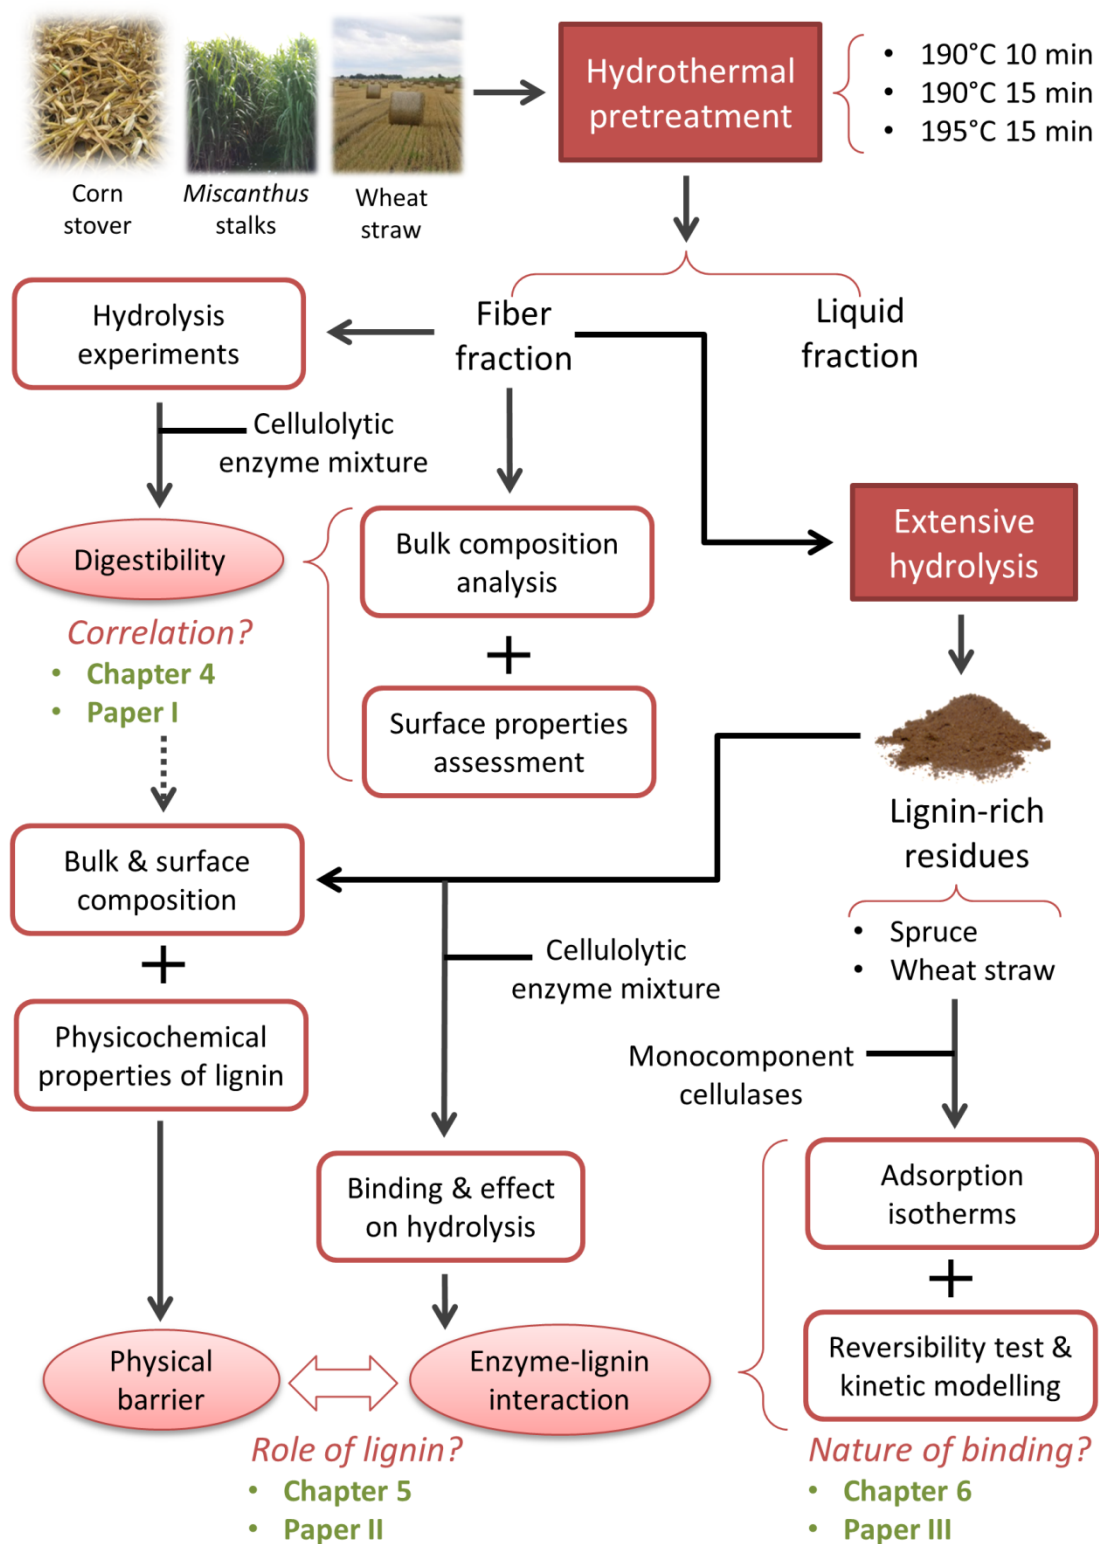 Hydrothermal
pretreatment
• 190°C 10 min
• 190°C 15 min
• 195°C 15 min
Corn
stover
Miscanthus
stalks
Wheat
straw
Hydrolysis
experiments
Fiber
fraction
Liquid
fraction
Cellulolytic
enzyme mixture
Digestibility
Bulk composition
analysis
+
Surface properties
assessment
Extensive
hydrolysis
Correlation?
• Chapter 4
• Paper I
Lignin-rich
residues
• Spruce
• Wheat straw
Bulk & surface
composition
+
Physicochemical
properties of lignin
Cellulolytic
enzyme mixture
Monocomponent
cellulases
Binding & effect
on hydrolysis
Adsorption
isotherms
+
Reversibility test &
kinetic modelling
Physical
barrier
Enzyme-lignin
interaction
Role of lignin?
• Chapter 5
• Paper II
Nature of binding?
• Chapter 6
• Paper III